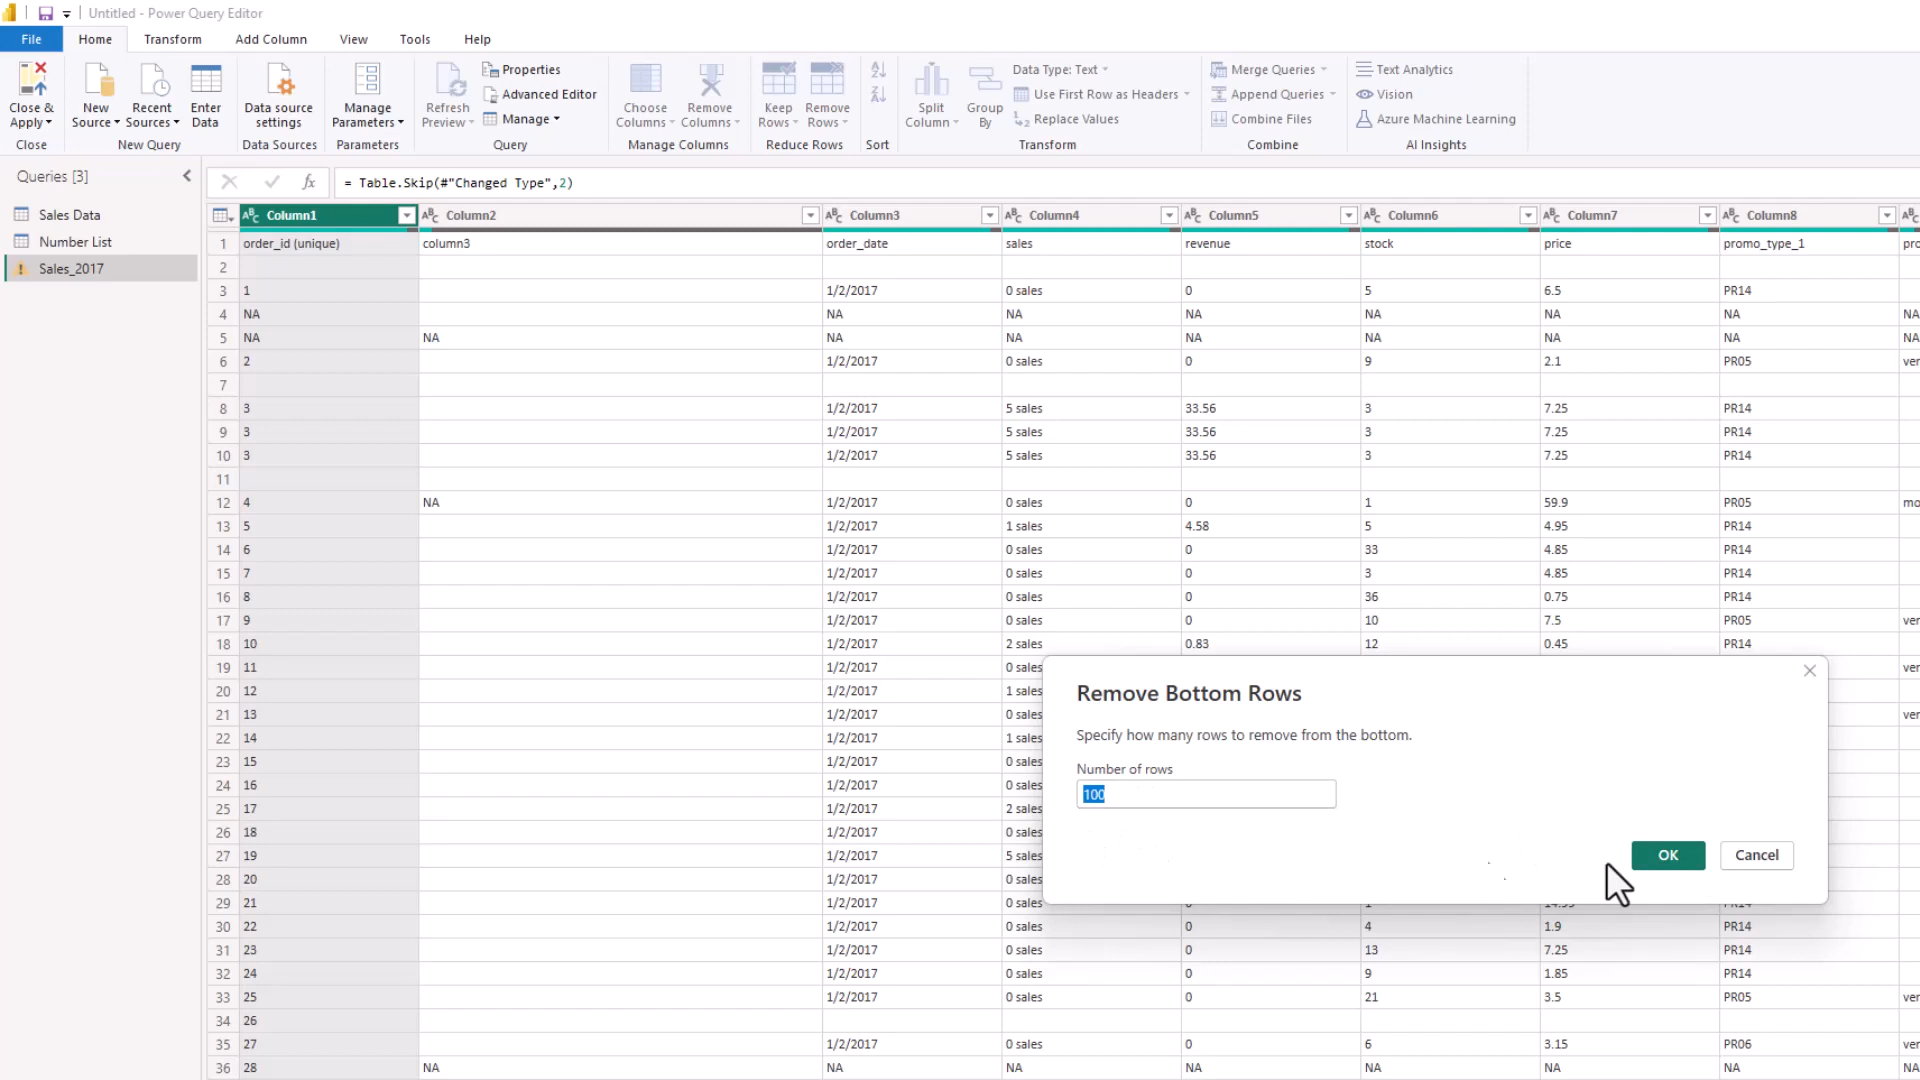 Untitled - Power Query Editor
File Home Transform Add Column View Tools Help
Close & Apply
New Source
Recent Sources
Enter Data
Data source settings
Manage Parameters
Refresh Preview
Properties
Advanced Editor
Manage
Choose Columns
Remove Columns
Keep Rows
Remove Rows
Split Column
Group By
Data Type: Text
Use First Row as Headers
Replace Values
Merge Queries
Append Queries
Combine Files
Text Analytics
Vision
Azure Machine Learning
Close New Query Data Sources Parameters Query Manage Columns Reduce Rows Sort Transform Combine AI Insights
Queries [3]
Sales Data
Number List
Sales_2017
fx = Table.Skip(#"Changed Type",2)
Column1 Column2 Column3 Column4 Column5 Column6 Column7 Column8
1 order_id (unique) column3 order_date sales revenue stock price promo_type_1
2
3 1 1/2/2017 0 sales 0 5 6.5 PR14
4 NA NA NA NA NA NA NA NA
5 NA NA NA NA NA NA NA NA NA
6 2 1/2/2017 0 sales 0 9 2.1 PR05 ver
7
8 3 1/2/2017 5 sales 33.56 3 7.25 PR14
9 3 1/2/2017 5 sales 33.56 3 7.25 PR14
10 3 1/2/2017 5 sales 33.56 3 7.25 PR14
11
12 4 NA 1/2/2017 0 sales 0 1 59.9 PR05 mo
13 5 1/2/2017 1 sales 4.58 5 4.95 PR14
14 6 1/2/2017 0 sales 0 33 4.85 PR14
15 7 1/2/2017 0 sales 0 3 4.85 PR14
16 8 1/2/2017 0 sales 0 36 0.75 PR14
17 9 1/2/2017 0 sales 0 10 7.5 PR05 ver
18 10 1/2/2017 2 sales 0.83 12 0.45 PR14
19 11 1/2/2017 0 sales ver
20 12 1/2/2017 1 sales
21 13 1/2/2017 0 sales ver
22 14 1/2/2017 1 sales
23 15 1/2/2017 0 sales
24 16 1/2/2017 0 sales
25 17 1/2/2017 2 sales
26 18 1/2/2017 0 sales
27 19 1/2/2017 5 sales
28 20 1/2/2017 0 sales
29 21 1/2/2017 0 sales
30 22 1/2/2017 0 sales 0 4 1.9 PR14
31 23 1/2/2017 0 sales 0 13 7.25 PR14
32 24 1/2/2017 0 sales 0 9 1.85 PR14
33 25 1/2/2017 0 sales 0 21 3.5 PR05 ver
34 26
35 27 1/2/2017 0 sales 0 6 3.15 PR06 ver
36 28 NA NA NA NA NA NA NA NA
Remove Bottom Rows
Specify how many rows to remove from the bottom.
Number of rows
100
OK Cancel